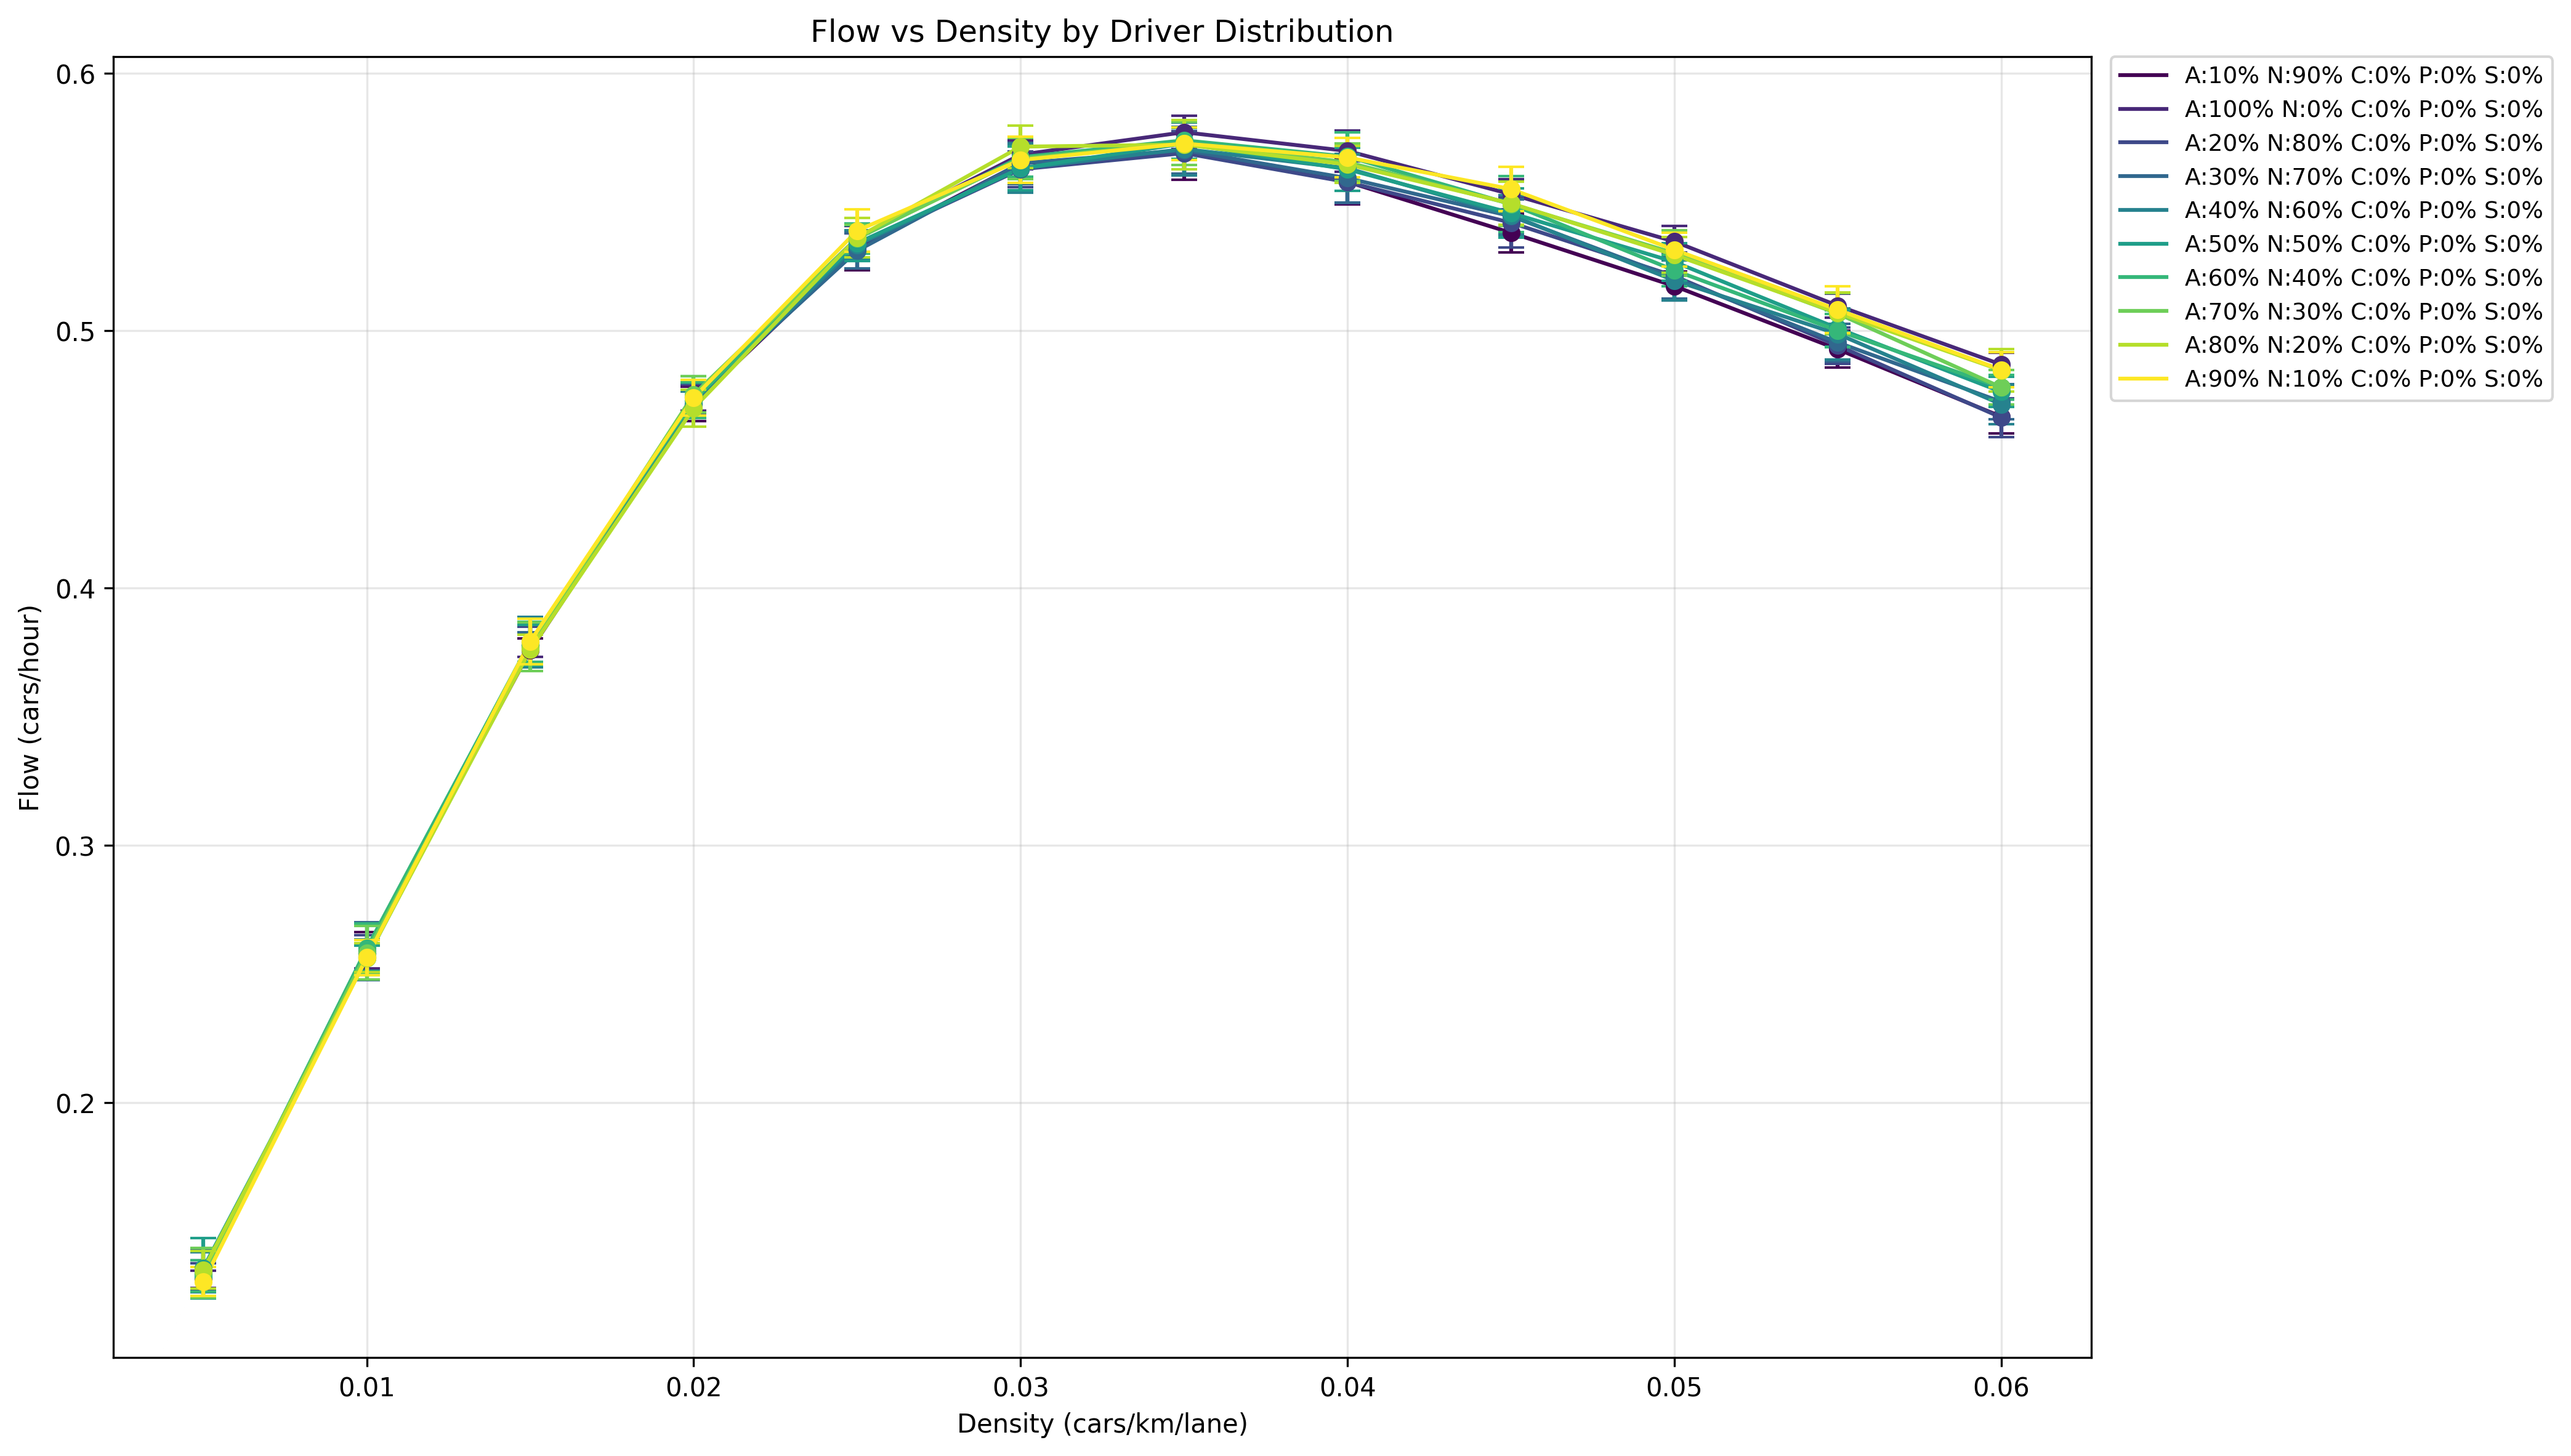 Flow vs Density by Driver Distribution
0.6
0.5
0.4
0.3
0.2
Flow (cars/hour)
0.01 0.02 0.03 0.04 0.05 0.06
Density (cars/km/lane)
A:10% N:90% C:0% P:0% S:0%
A:100% N:0% C:0% P:0% S:0%
A:20% N:80% C:0% P:0% S:0%
A:30% N:70% C:0% P:0% S:0%
A:40% N:60% C:0% P:0% S:0%
A:50% N:50% C:0% P:0% S:0%
A:60% N:40% C:0% P:0% S:0%
A:70% N:30% C:0% P:0% S:0%
A:80% N:20% C:0% P:0% S:0%
A:90% N:10% C:0% P:0% S:0%